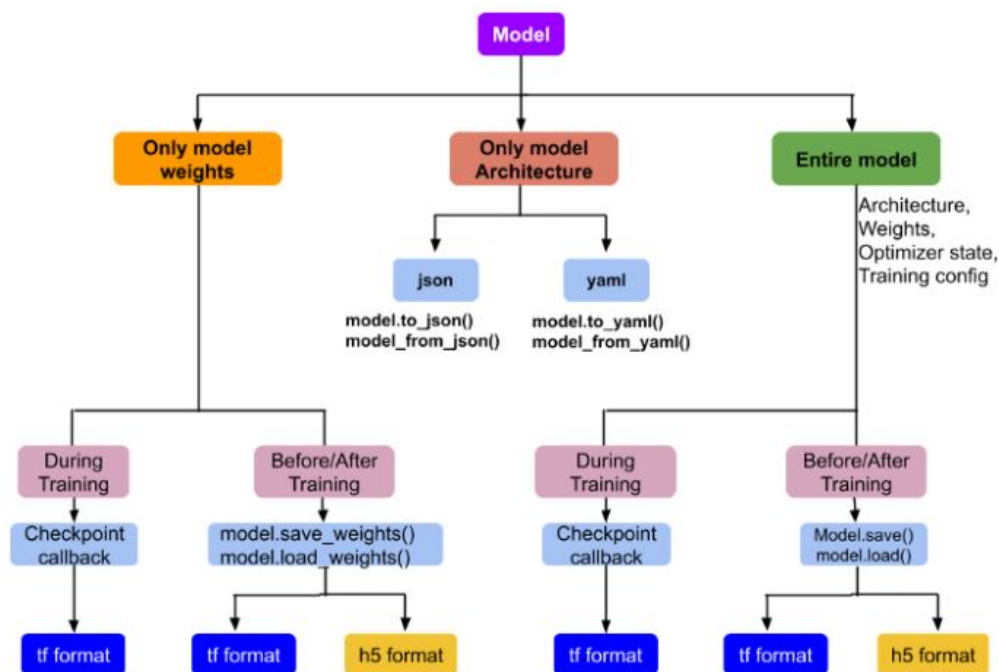 Model
Only model
weights
Only model
Architecture
Entire model
Architecture,
Weights,
Optimizer state,
Training config
json
yaml
model.to_json()
model_from_json()
model.to_yaml()
model_from_yaml()
During
Training
Before/After
Training
During
Training
Before/After
Training
Checkpoint
callback
model.save_weights()
model.load_weights()
Checkpoint
callback
Model.save()
model.load()
tf format
tf format
h5 format
tf format
tf format
h5 format